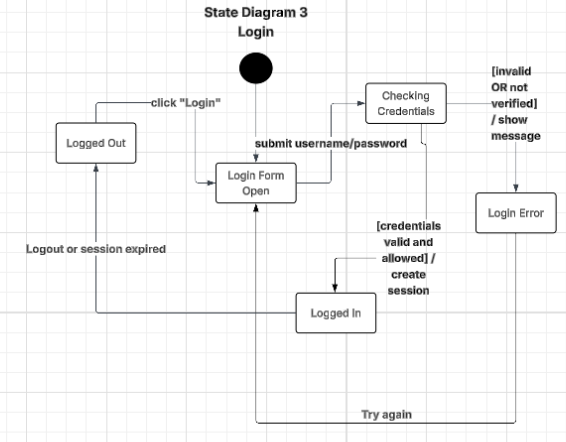 State Diagram 3
Login
click "Login"
Checking
Credentials
[invalid
OR not
verified]
/ show
message
Logged Out
submit username/password
Login Form
Open
Login Error
[credentials
valid and
allowed] /
create
session
Logout or session expired
Logged In
Try again